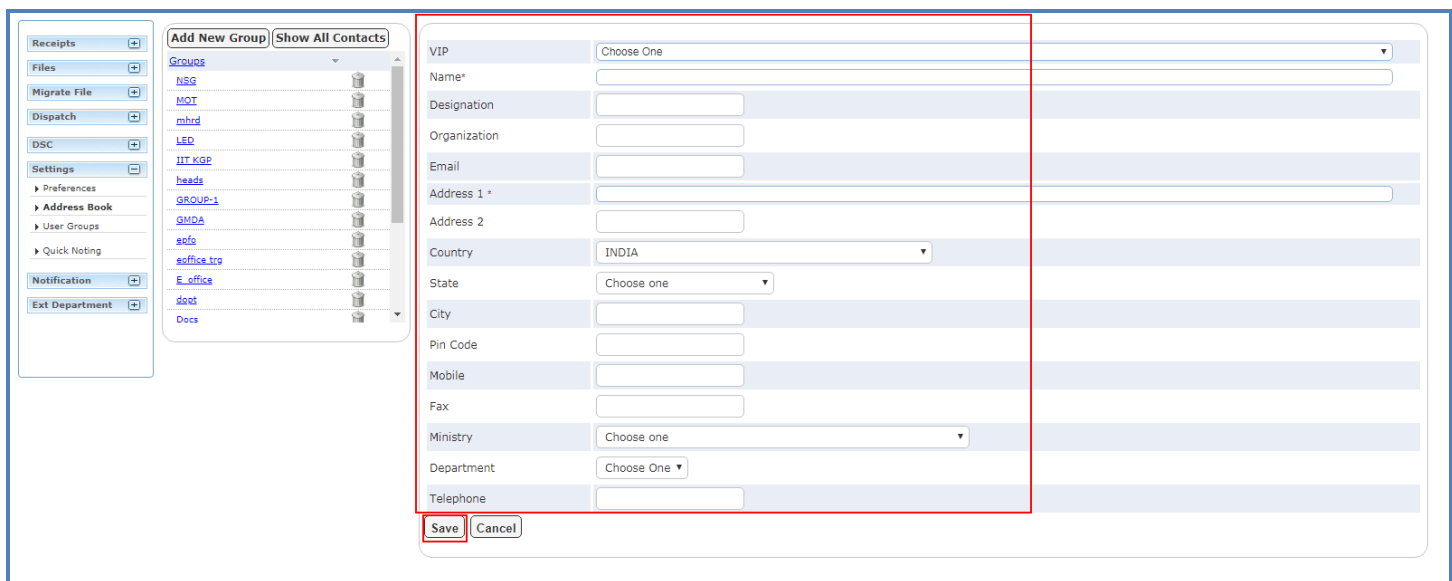 Receipts
Files
Migrate File
Dispatch
DSC
Settings
Preferences
Address Book
User Groups
Quick Noting
Notification
Ext Department
Add New Group Show All Contacts
Groups
NSG
MOT
mhrd
LED
IIT KGP
heads
GROUP-1
GMDA
epfo
eoffice trg
E_office
dopt
Docs
VIP Choose One
Name*
Designation
Organization
Email
Address 1 *
Address 2
Country INDIA
State Choose one
City
Pin Code
Mobile
Fax
Ministry Choose one
Department Choose One
Telephone
Save Cancel